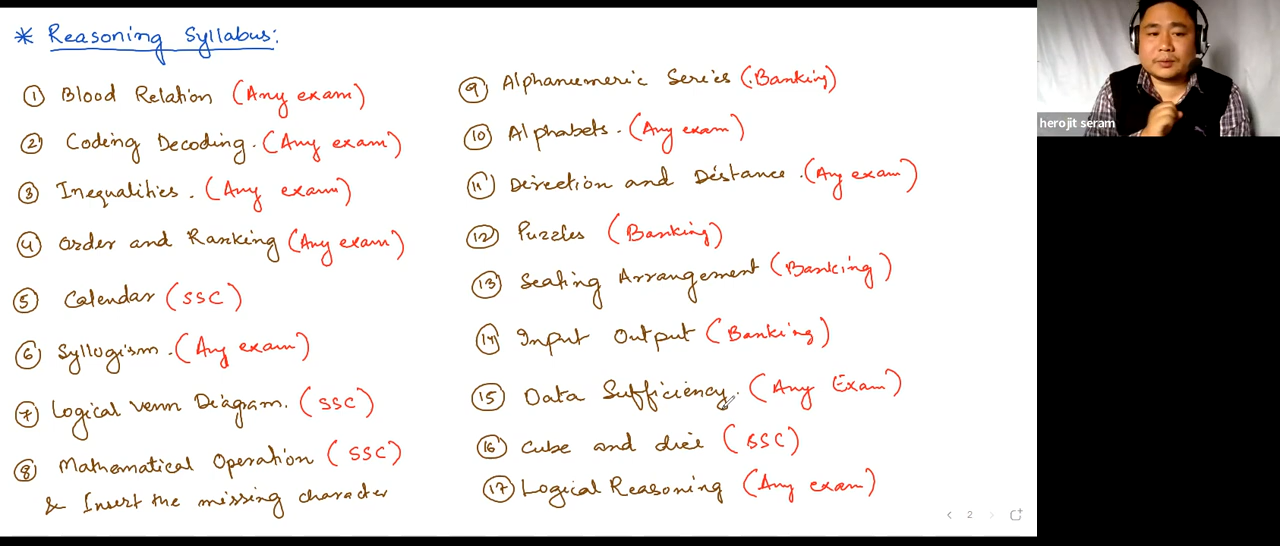 * Reasoning Syllabus:
1 Blood Relation (Any exam)
2 Coding Decoding. (Any exam)
3 Inequalities. (Any exam)
4 Order and Ranking (Any exam)
5 Calendar (SSC)
6 Syllogism. (Any exam)
7 Logical Venn Diagram. (SSC)
8 Mathematical Operation (SSC)
& Insert the missing character
9 Alphanumeric Series (Banking)
10 Alphabets. (Any exam)
11 Direction and Distance. (Any exam)
12 Puzzles (Banking)
13 Seating Arrangement (Banking)
14 Input Output (Banking)
15 Data Sufficiency. (Any Exam)
16 Cube and dice (SSC)
17 Logical Reasoning (Any exam)
herojit seram
< 2 >